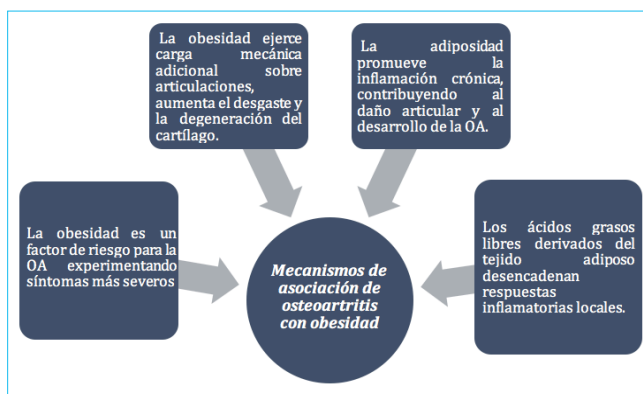 La obesidad ejerce
carga mecánica
adicional sobre
articulaciones,
aumenta el desgaste y
la degeneración del
cartílago.
La adiposidad
promueve la
inflamación crónica,
contribuyendo al
daño articular y al
desarrollo de la OA.
La obesidad es un
factor de riesgo para la
OA experimentando
síntomas más severos
Mecanismos de
asociación de
osteoartritis
con obesidad
Los ácidos grasos
libres derivados del
tejido adiposo
desencadenan
respuestas
inflamatorias locales.